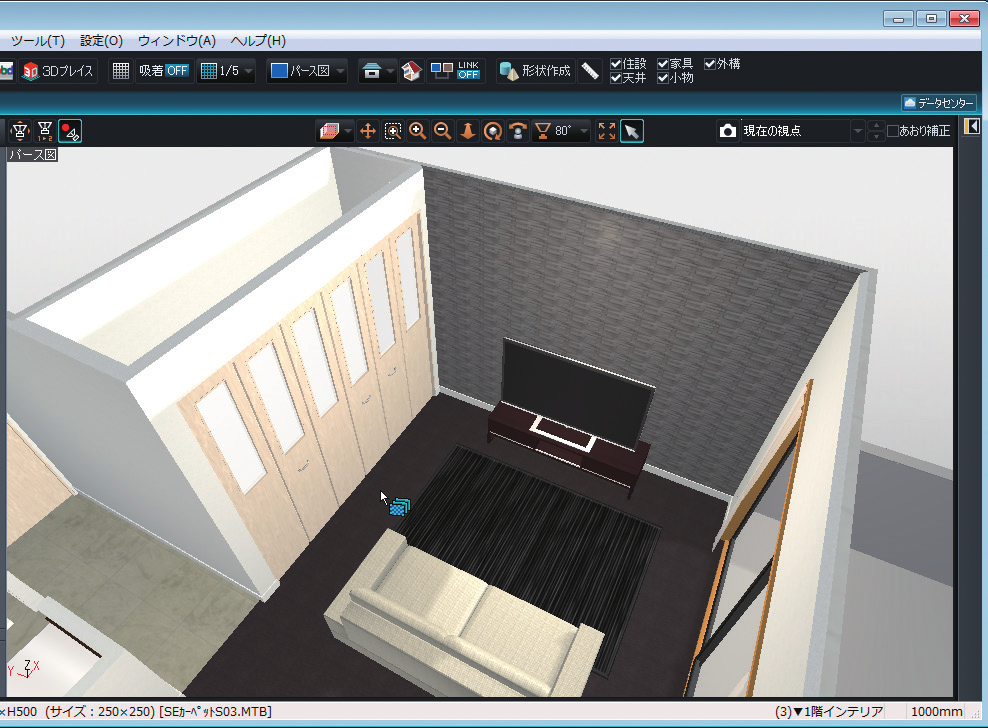 ツール(T) 設定(O) ウィンドウ(A) ヘルプ(H)
3Dプレイス 吸着 OFF 1/5 パース図 LINK OFF 形状作成 住設 家具 外構
天井 小物
データセンター
80° 現在の視点 あおり補正
パース図
Z
Y X
×H500 (サイズ：250×250) [SEｶｰﾍﾟｯﾄS03.MTB] (3)▼1階インテリア 1000mm